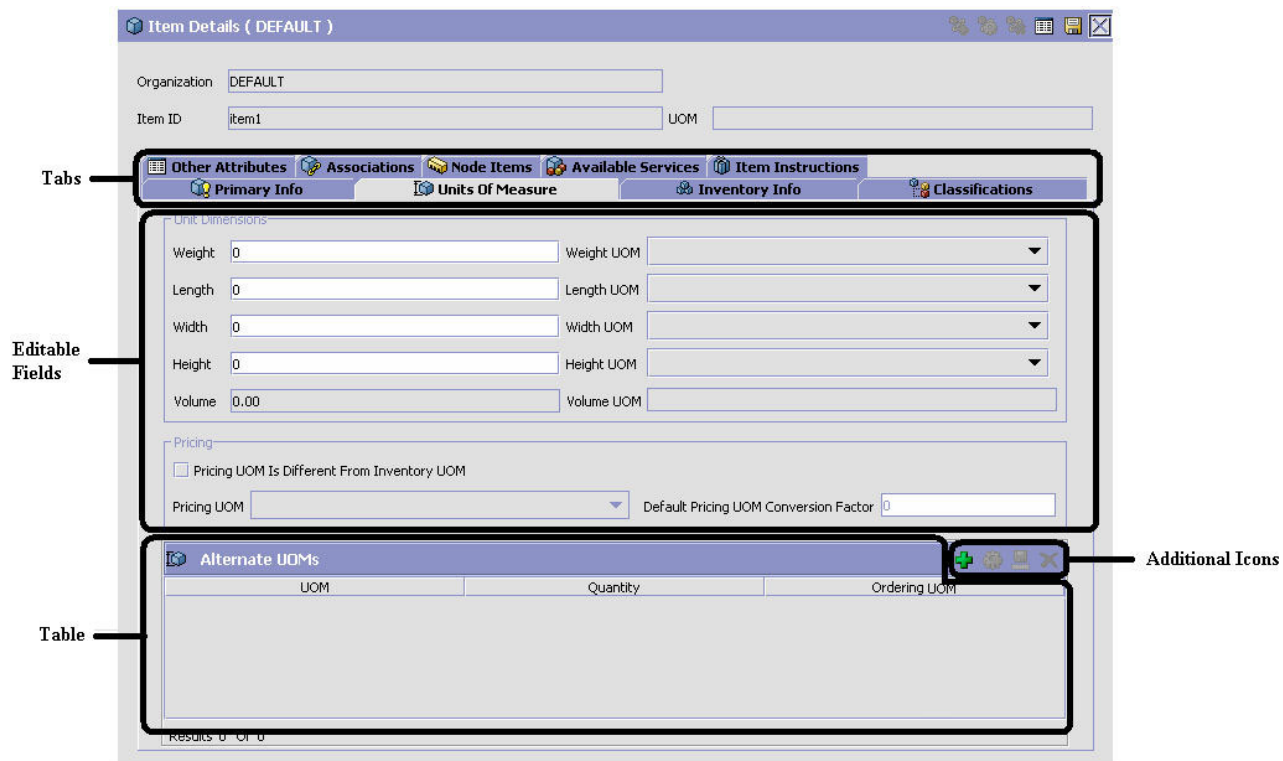 Item Details ( DEFAULT )
Organization DEFAULT
Item ID item1 UOM
Tabs
Other Attributes Associations Node Items Available Services Item Instructions
Primary Info Units Of Measure Inventory Info Classifications
Unit Dimensions
Weight 0 Weight UOM
Length 0 Length UOM
Width 0 Width UOM
Editable
Fields
Height 0 Height UOM
Volume 0.00 Volume UOM
Pricing
Pricing UOM Is Different From Inventory UOM
Pricing UOM Default Pricing UOM Conversion Factor 0
Alternate UOMs
Additional Icons
UOM Quantity Ordering UOM
Table
Results 0 Of 0